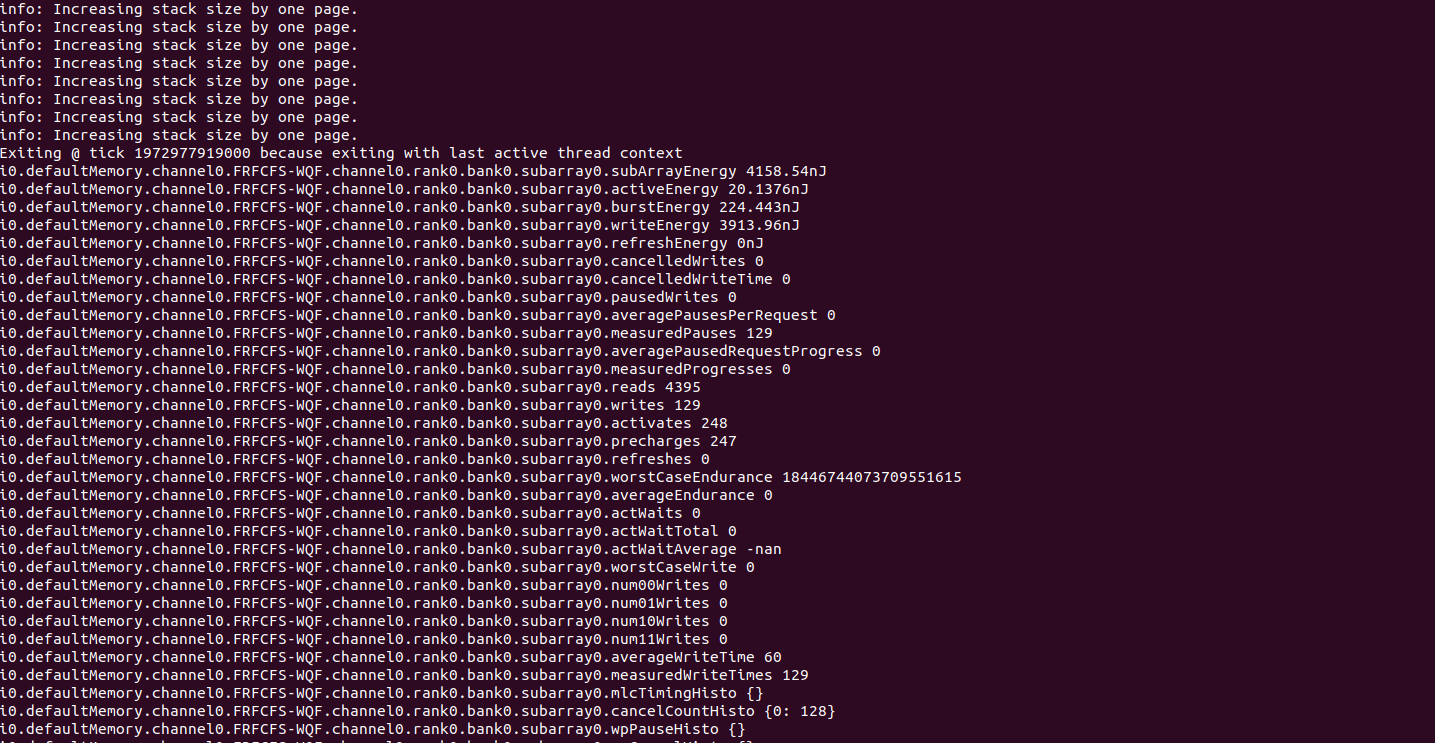 info: Increasing stack size by one page.
info: Increasing stack size by one page.
info: Increasing stack size by one page.
info: Increasing stack size by one page.
info: Increasing stack size by one page.
info: Increasing stack size by one page.
info: Increasing stack size by one page.
info: Increasing stack size by one page.
Exiting @ tick 1972977919000 because exiting with last active thread context
i0.defaultMemory.channel0.FRFCFS-WQF.channel0.rank0.bank0.subarray0.subArrayEnergy 4158.54nJ
i0.defaultMemory.channel0.FRFCFS-WQF.channel0.rank0.bank0.subarray0.activeEnergy 20.1376nJ
i0.defaultMemory.channel0.FRFCFS-WQF.channel0.rank0.bank0.subarray0.burstEnergy 224.443nJ
i0.defaultMemory.channel0.FRFCFS-WQF.channel0.rank0.bank0.subarray0.writeEnergy 3913.96nJ
i0.defaultMemory.channel0.FRFCFS-WQF.channel0.rank0.bank0.subarray0.refreshEnergy 0nJ
i0.defaultMemory.channel0.FRFCFS-WQF.channel0.rank0.bank0.subarray0.cancelledWrites 0
i0.defaultMemory.channel0.FRFCFS-WQF.channel0.rank0.bank0.subarray0.cancelledWriteTime 0
i0.defaultMemory.channel0.FRFCFS-WQF.channel0.rank0.bank0.subarray0.pausedWrites 0
i0.defaultMemory.channel0.FRFCFS-WQF.channel0.rank0.bank0.subarray0.averagePausesPerRequest 0
i0.defaultMemory.channel0.FRFCFS-WQF.channel0.rank0.bank0.subarray0.measuredPauses 129
i0.defaultMemory.channel0.FRFCFS-WQF.channel0.rank0.bank0.subarray0.averagePausedRequestProgress 0
i0.defaultMemory.channel0.FRFCFS-WQF.channel0.rank0.bank0.subarray0.measuredProgresses 0
i0.defaultMemory.channel0.FRFCFS-WQF.channel0.rank0.bank0.subarray0.reads 4395
i0.defaultMemory.channel0.FRFCFS-WQF.channel0.rank0.bank0.subarray0.writes 129
i0.defaultMemory.channel0.FRFCFS-WQF.channel0.rank0.bank0.subarray0.activates 248
i0.defaultMemory.channel0.FRFCFS-WQF.channel0.rank0.bank0.subarray0.precharges 247
i0.defaultMemory.channel0.FRFCFS-WQF.channel0.rank0.bank0.subarray0.refreshes 0
i0.defaultMemory.channel0.FRFCFS-WQF.channel0.rank0.bank0.subarray0.worstCaseEndurance 18446744073709551615
i0.defaultMemory.channel0.FRFCFS-WQF.channel0.rank0.bank0.subarray0.averageEndurance 0
i0.defaultMemory.channel0.FRFCFS-WQF.channel0.rank0.bank0.subarray0.actWaits 0
i0.defaultMemory.channel0.FRFCFS-WQF.channel0.rank0.bank0.subarray0.actWaitTotal 0
i0.defaultMemory.channel0.FRFCFS-WQF.channel0.rank0.bank0.subarray0.actWaitAverage -nan
i0.defaultMemory.channel0.FRFCFS-WQF.channel0.rank0.bank0.subarray0.worstCaseWrite 0
i0.defaultMemory.channel0.FRFCFS-WQF.channel0.rank0.bank0.subarray0.num00Writes 0
i0.defaultMemory.channel0.FRFCFS-WQF.channel0.rank0.bank0.subarray0.num01Writes 0
i0.defaultMemory.channel0.FRFCFS-WQF.channel0.rank0.bank0.subarray0.num10Writes 0
i0.defaultMemory.channel0.FRFCFS-WQF.channel0.rank0.bank0.subarray0.num11Writes 0
i0.defaultMemory.channel0.FRFCFS-WQF.channel0.rank0.bank0.subarray0.averageWriteTime 60
i0.defaultMemory.channel0.FRFCFS-WQF.channel0.rank0.bank0.subarray0.measuredWriteTimes 129
i0.defaultMemory.channel0.FRFCFS-WQF.channel0.rank0.bank0.subarray0.mlcTimingHisto {}
i0.defaultMemory.channel0.FRFCFS-WQF.channel0.rank0.bank0.subarray0.cancelCountHisto {0: 128}
i0.defaultMemory.channel0.FRFCFS-WQF.channel0.rank0.bank0.subarray0.wpPauseHisto {}